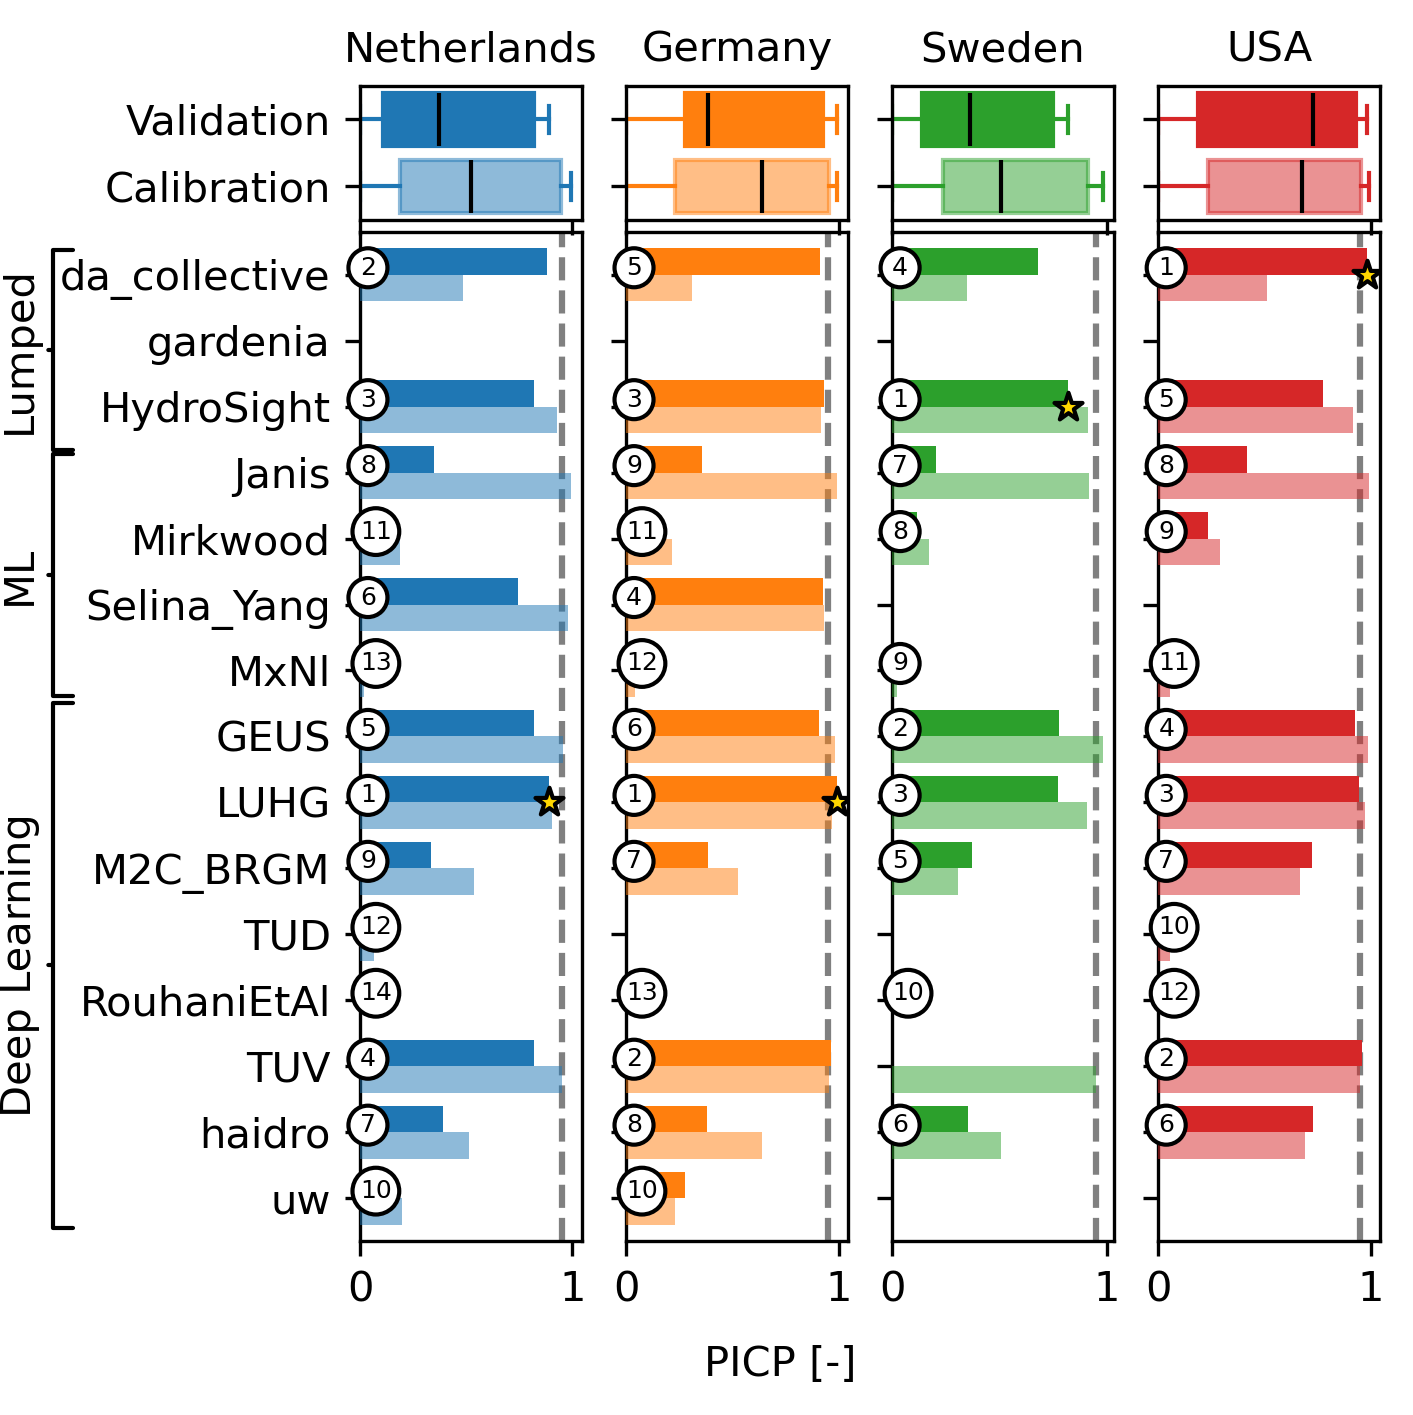 Netherlands Germany Sweden USA
Validation
Calibration
Lumped
da_collective 2 5 4 1
gardenia
HydroSight 3 3 1 5
ML
Janis 8 9 7 8
Mirkwood 11 11 8 9
Selina_Yang 6 4
MxNl 13 12 9 11
Deep Learning
GEUS 5 6 2 4
LUHG 1 1 3 3
M2C_BRGM 9 7 5 7
TUD 12 10
RouhaniEtAl 14 13 10 12
TUV 4 2 2
haidro 7 8 6 6
uw 10 10
0 1 0 1 0 1 0 1
PICP [-]